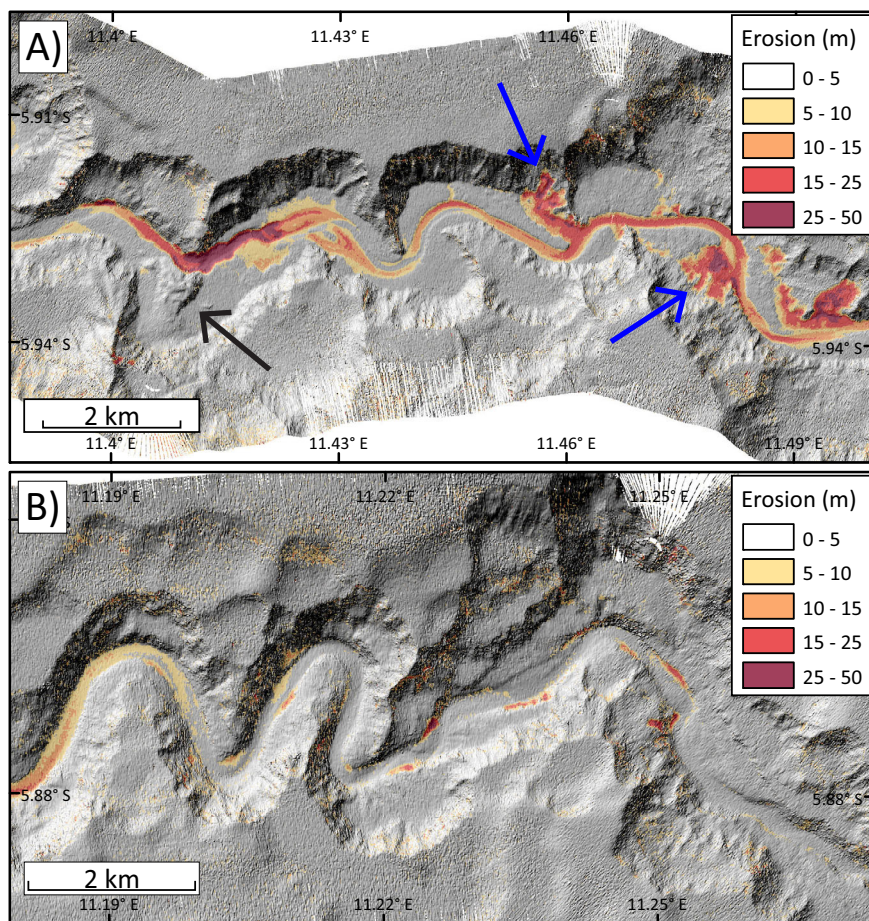 A)
11.4° E
11.43° E
11.46° E
Erosion (m)
0 - 5
5 - 10
10 - 15
15 - 25
25 - 50
5.91° S
5.94° S
5.94° S
2 km
11.4° E
11.43° E
11.46° E
11.49° E
B)
11.19° E
11.22° E
11.25° E
Erosion (m)
0 - 5
5 - 10
10 - 15
15 - 25
25 - 50
5.88° S
5.88° S
2 km
11.19° E
11.22° E
11.25° E